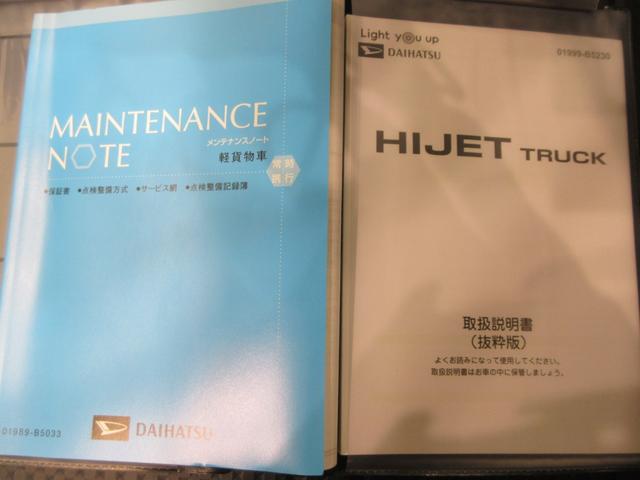 MAINTENANCE
NOTE
メンテナンスノート
軽貨物車
常時
携行
●保証書 ●点検整備方式 ●サービス網 ●点検整備記録簿
01989-B5033
DAIHATSU
Light you up
DAIHATSU
01999-B5230
HIJET TRUCK
取扱説明書
（抜粋版）
よくお読みになって使用してください。
取扱説明書はお車の中に保管しましょう。